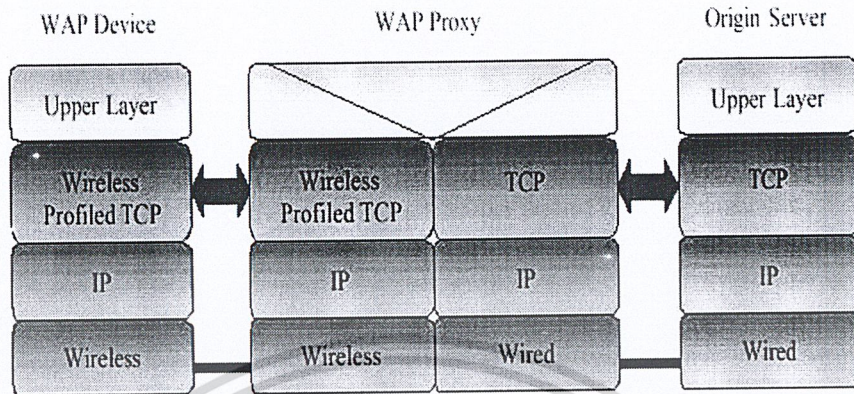 WAP Device WAP Proxy Origin Server
Upper Layer Upper Layer
Wireless Profiled TCP Wireless Profiled TCP TCP TCP
IP IP IP IP
Wireless Wireless Wired Wired